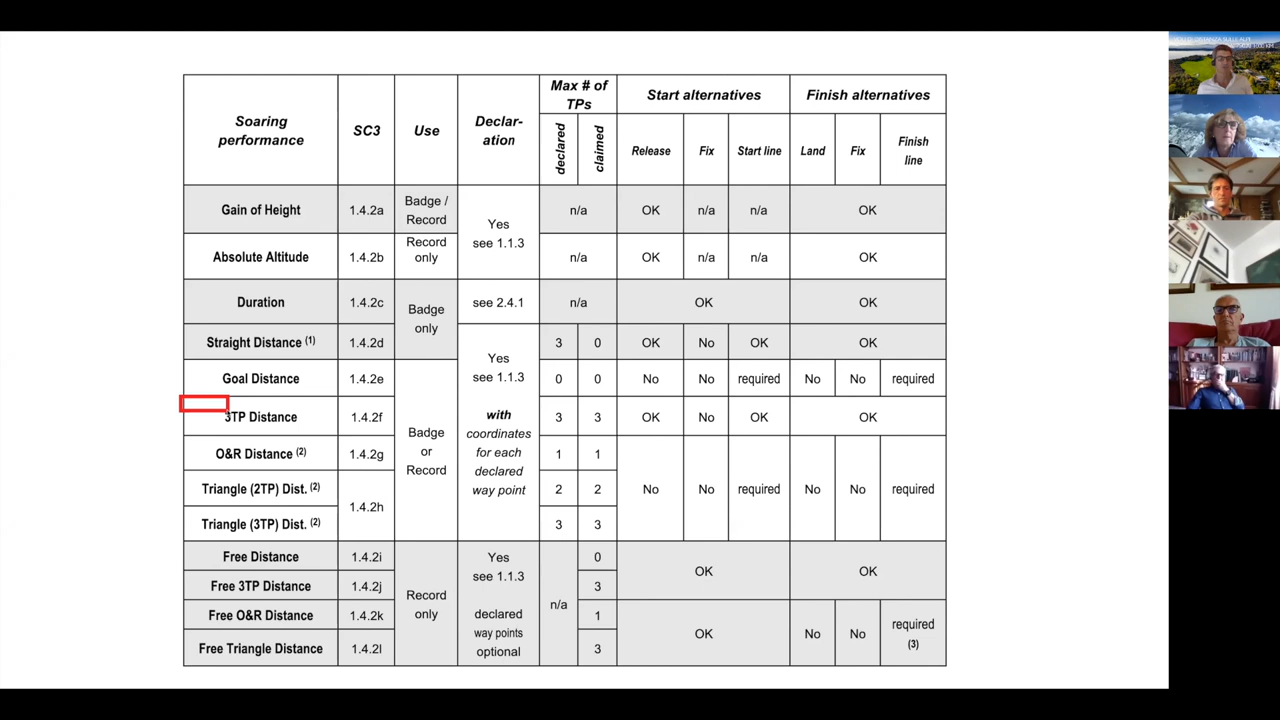 Soaring performance
SC3
Use
Declar-ation
Max # of TPs
Start alternatives
Finish alternatives
declared
claimed
Release
Fix
Start line
Land
Fix
Finish line
Gain of Height
1.4.2a
Badge / Record
Yes see 1.1.3
n/a
OK
n/a
n/a
OK
Absolute Altitude
1.4.2b
Record only
n/a
OK
n/a
n/a
OK
Duration
1.4.2c
Badge only
see 2.4.1
n/a
OK
OK
Straight Distance (1)
1.4.2d
Yes see 1.1.3
with coordinates for each declared way point
3
0
OK
No
OK
OK
Goal Distance
1.4.2e
Badge or Record
0
0
No
No
required
No
No
required
3TP Distance
1.4.2f
3
3
OK
No
OK
OK
O&R Distance (2)
1.4.2g
1
1
No
No
required
No
No
required
Triangle (2TP) Dist. (2)
1.4.2h
2
2
Triangle (3TP) Dist. (2)
3
3
Free Distance
1.4.2i
Record only
Yes see 1.1.3
declared way points optional
n/a
0
OK
OK
Free 3TP Distance
1.4.2j
3
Free O&R Distance
1.4.2k
1
OK
No
No
required (3)
Free Triangle Distance
1.4.2l
3